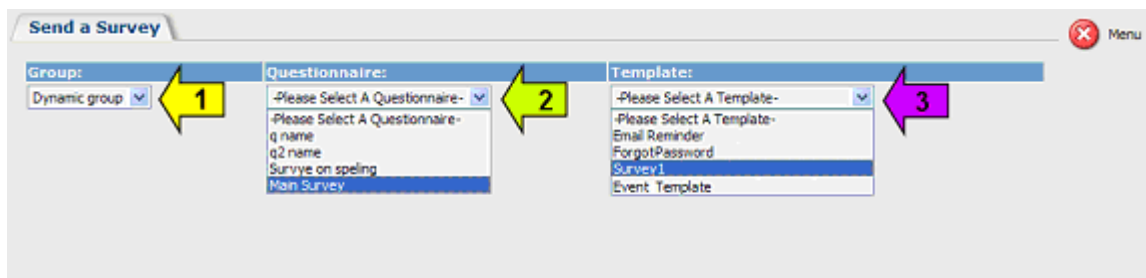 Send a Survey
Menu
Group: Questionnaire: Template:
Dynamic group 1 -Please Select A Questionnaire- 2 -Please Select A Template- 3
-Please Select A Questionnaire- -Please Select A Template-
q name Email Reminder
q2 name ForgotPassword
Survye on speling Survey1
Main Survey Event Template